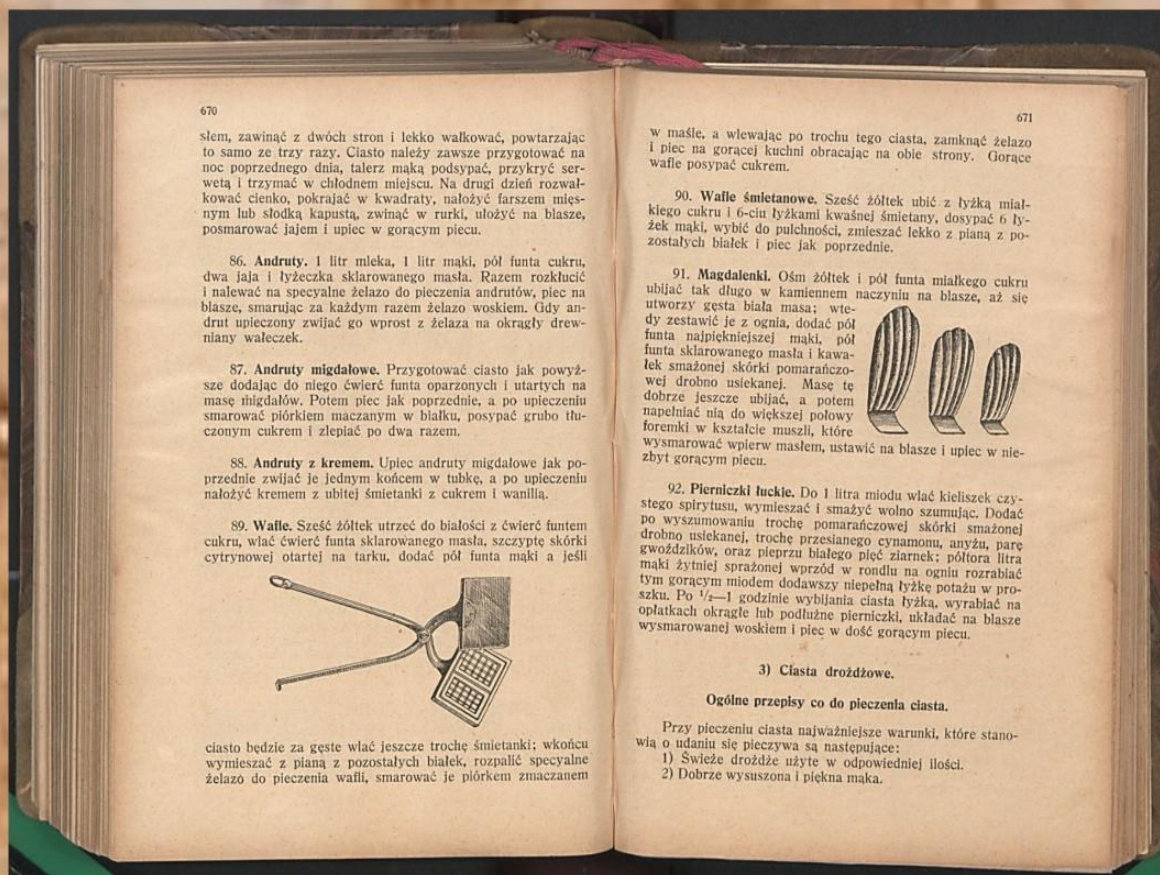 670
słem, zawinąć z dwóch stron i lekko wałkować, powtarzając
to samo ze trzy razy. Ciasto należy zawsze przygotować na
noc poprzedniego dnia, talerz mąką podsypać, przykryć ser-
wetą i trzymać w chłodnem miejscu. Na drugi dzień rozwał-
kować cienko, pokrajać w kwadraty, nałożyć farszem mięs-
nym lub słodką kapustą, zwinąć w rurki, ułożyć na blasze,
posmarować jajem i upiec w gorącym piecu.
86. Andruty. 1 litr mleka, 1 litr mąki, pół funta cukru,
dwa jaja i łyżeczka sklarowanego masła. Razem rozkłucić
i nalewać na specyalne żelazo do pieczenia andrutów, piec na
blasze, smarując za każdym razem żelazo woskiem. Gdy an-
drut upieczony zwijać go wprost z żelaza na okrągły drew-
niany wałeczek.
87. Andruty migdałowe. Przygotować ciasto jak powyż-
sze dodając do niego ćwierć funta oparzonych i utartych na
masę migdałów. Potem piec jak poprzednie, a po upieczeniu
smarować piórkiem maczanym w białku, posypać grubo tłu-
czonym cukrem i zlepiać po dwa razem.
88. Andruty z kremem. Upiec andruty migdałowe jak po-
przednie zwijać je jednym końcem w tubkę, a po upieczeniu
nałożyć kremem z ubitej śmietanki z cukrem i wanilią.
89. Wafle. Sześć żółtek utrzeć do białości z ćwierć funtem
cukru, wlać ćwierć funta sklarowanego masła, szczyptę skórki
cytrynowej otartej na tarku, dodać pół funta mąki a jeśli
ciasto będzie za gęste wlać jeszcze trochę śmietanki; wkońcu
wymieszać z pianą z pozostałych białek, rozpalić specyalne
żelazo do pieczenia wafli, smarować je piórkiem zmaczanem
671
w maśle, a wlewając po trochu tego ciasta, zamknąć żelazo
i piec na gorącej kuchni obracając na obie strony. Gorące
wafle posypać cukrem.
90. Wafle śmietanowe. Sześć żółtek ubić z łyżką miał-
kiego cukru i 6-ciu łyżkami kwaśnej śmietany, dosypać 6 ły-
żek mąki, wybić do pulchności, zmieszać lekko z pianą z po-
zostałych białek i piec jak poprzednie.
91. Magdalenki. Ośm żółtek i pół funta miałkego cukru
ubijać tak długo w kamiennem naczyniu na blasze, aż się
utworzy gęsta biała masa; wte-
dy zestawić je z ognia, dodać pół
funta najpiękniejszej mąki, pół
funta sklarowanego masła i kawa-
łek smażonej skórki pomarańczo-
wej drobno usiekanej. Masę tę
dobrze jeszcze ubijać, a potem
napełniać nią do większej połowy
foremki w kształcie muszli, które
wysmarować wpierw masłem, ustawić na blasze i upiec w nie-
zbyt gorącym piecu.
92. Pierniczki łuckie. Do 1 litra miodu wlać kieliszek czy-
stego spirytusu, wymieszać i smażyć wolno szumując. Dodać
po wyszumowaniu trochę pomarańczowej skórki smażonej
drobno usiekanej, trochę przesianego cynamonu, anyżu, parę
gwoździków, oraz pieprzu białego pięć ziarnek; półtora litra
mąki żytniej sprażonej wprzód w rondlu na ogniu rozrabiać
tym gorącym miodem dodawszy niepełną łyżkę potażu w pro-
szku. Po 1/2—1 godzinie wybijania ciasta łyżką, wyrabiać na
opłatkach okrągłe lub podłużne pierniczki, układać na blasze
wysmarowanej woskiem i piec w dość gorącym piecu.
3) Ciasta drożdżowe.
Ogólne przepisy co do pieczenia ciasta.
Przy pieczeniu ciasta najważniejsze warunki, które stano-
wią o udaniu się pieczywa są następujące:
1) Świeże drożdże użyte w odpowiedniej ilości.
2) Dobrze wysuszona i piękna mąka.